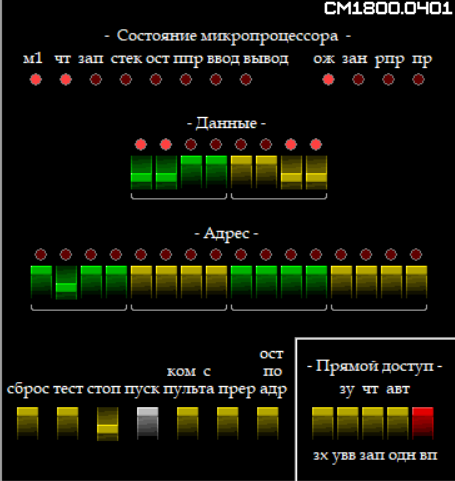 СМ1800.0401
- Состояние микропроцессора -
м1 чт зап стек ост ппр ввод вывод ож зан рпр пр
- Данные -
- Адрес -
ост
ком с по
сброс тест стоп пуск пульта прер адр
- Прямой доступ -
зу чт авт
зх увв зап одн вп